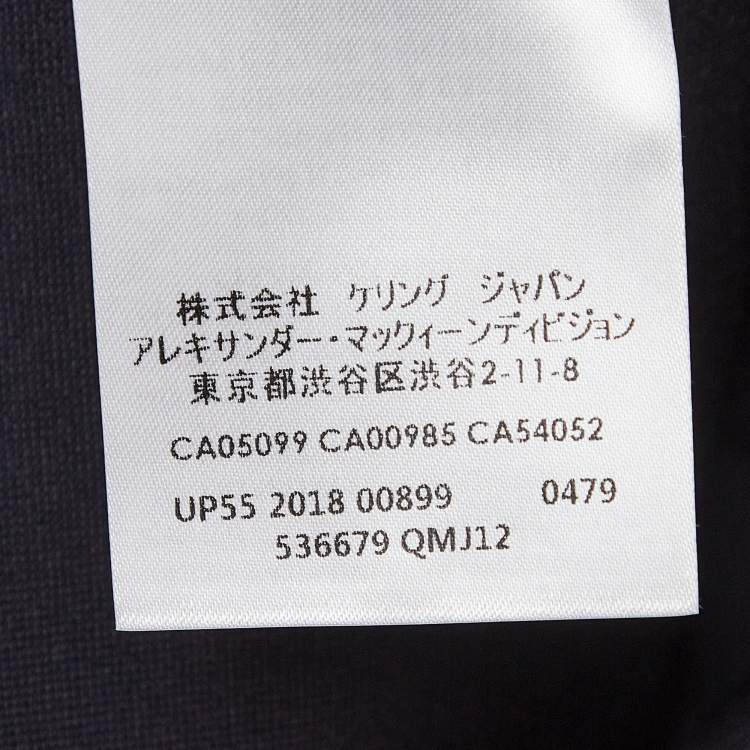 株式会社 ケリング ジャパン
アレキサンダー・マックィーンディビジョン
東京都渋谷区渋谷2-11-8
CA05099 CA00985 CA54052
UP55 2018 00899 0479
536679 QMJ12